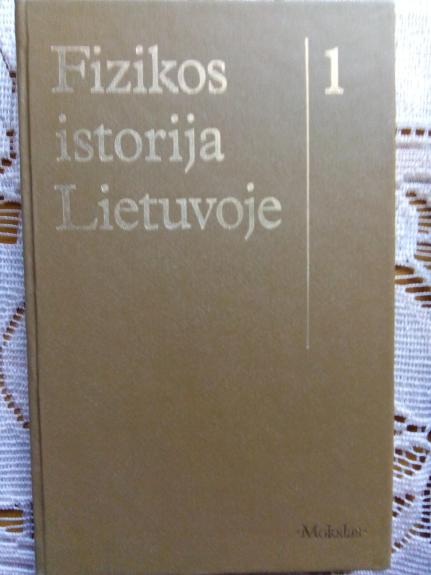 Fizikos
istorija
Lietuvoje
1
·Mokslas·